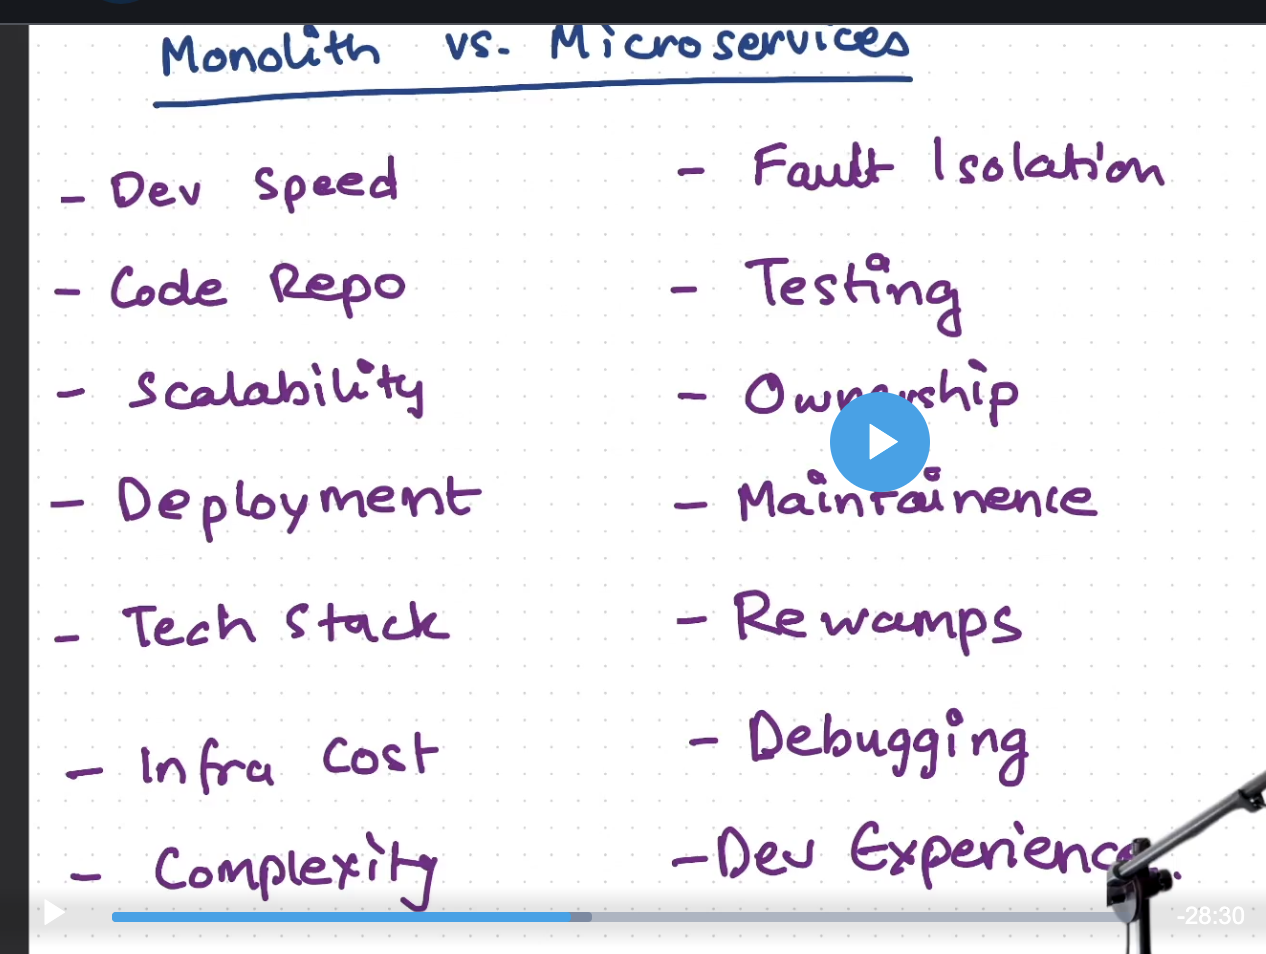 Monolith vs. Microservices
- Dev Speed
- Code Repo
- Scalability
- Deployment
- Tech Stack
- Infra Cost
- Complexity
- Fault Isolation
- Testing
- Ownership
- Maintainence
- Rewamps
- Debugging
- Dev Experience
-28:30